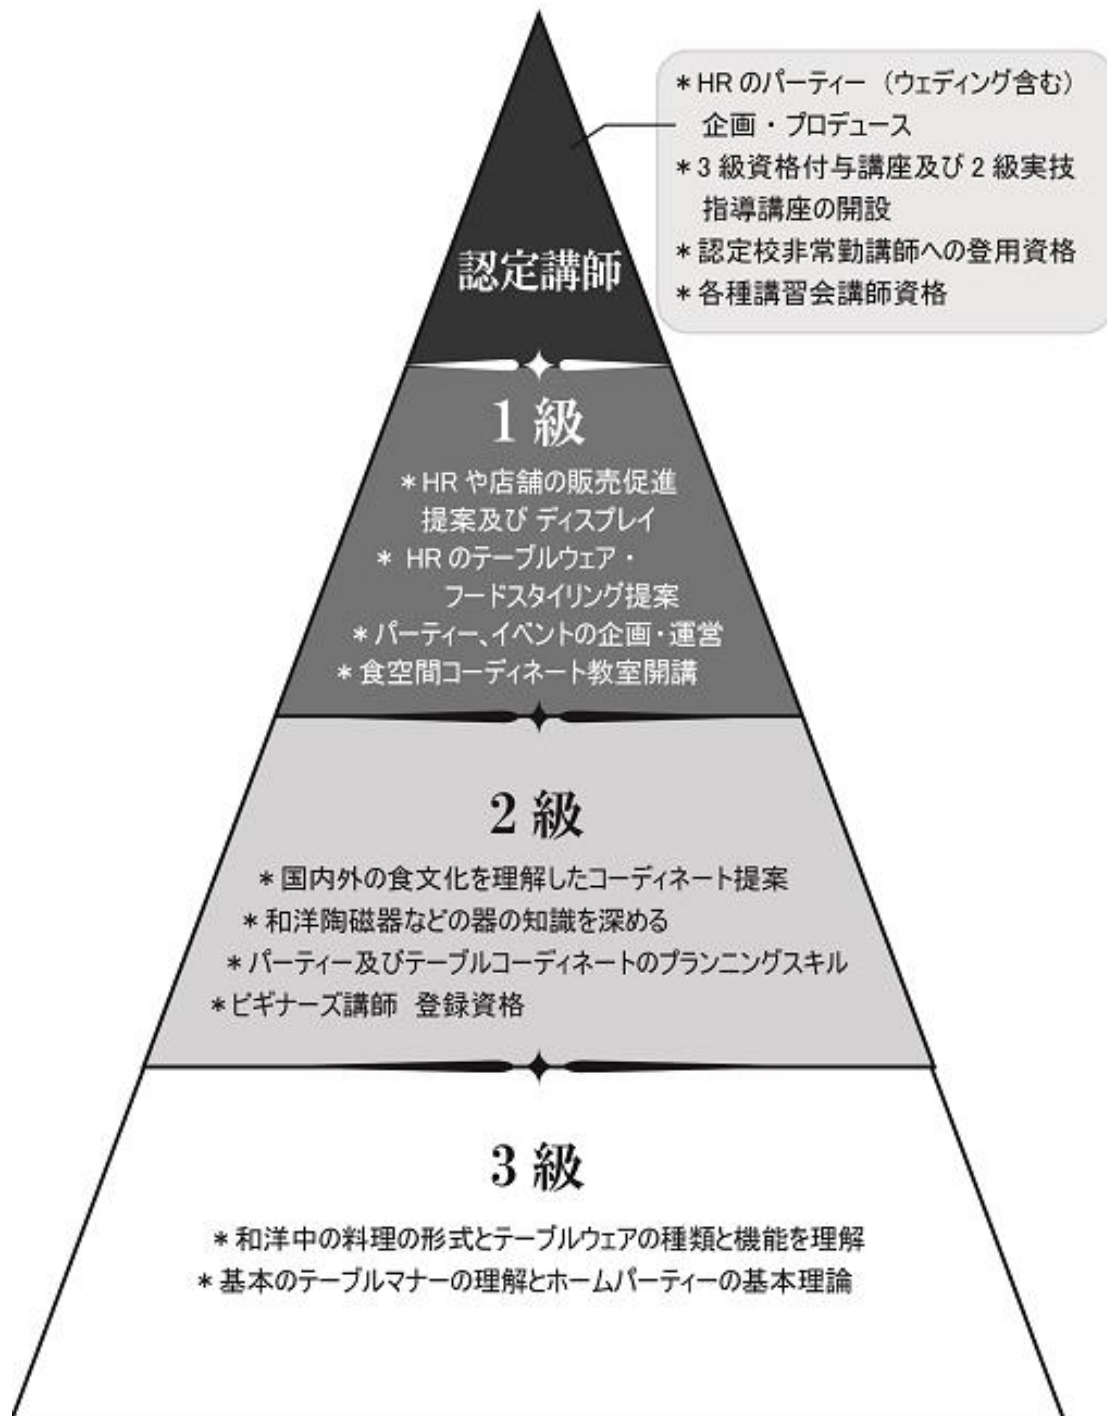 ＊HR のパーティー（ウェディング含む）
企画・プロデュース
＊3 級資格付与講座及び 2 級実技
指導講座の開設
＊認定校非常勤講師への登用資格
＊各種講習会講師資格
認定講師
1 級
＊HR や店舗の販売促進
提案及び ディスプレイ
＊ HR のテーブルウェア・
フードスタイリング提案
＊パーティー、イベントの企画・運営
＊食空間コーディネート教室開講
2 級
＊国内外の食文化を理解したコーディネート提案
＊和洋陶磁器などの器の知識を深める
＊パーティー及びテーブルコーディネートのプランニングスキル
＊ビギナーズ講師　登録資格
3 級
＊和洋中の料理の形式とテーブルウェアの種類と機能を理解
＊基本のテーブルマナーの理解とホームパーティーの基本理論